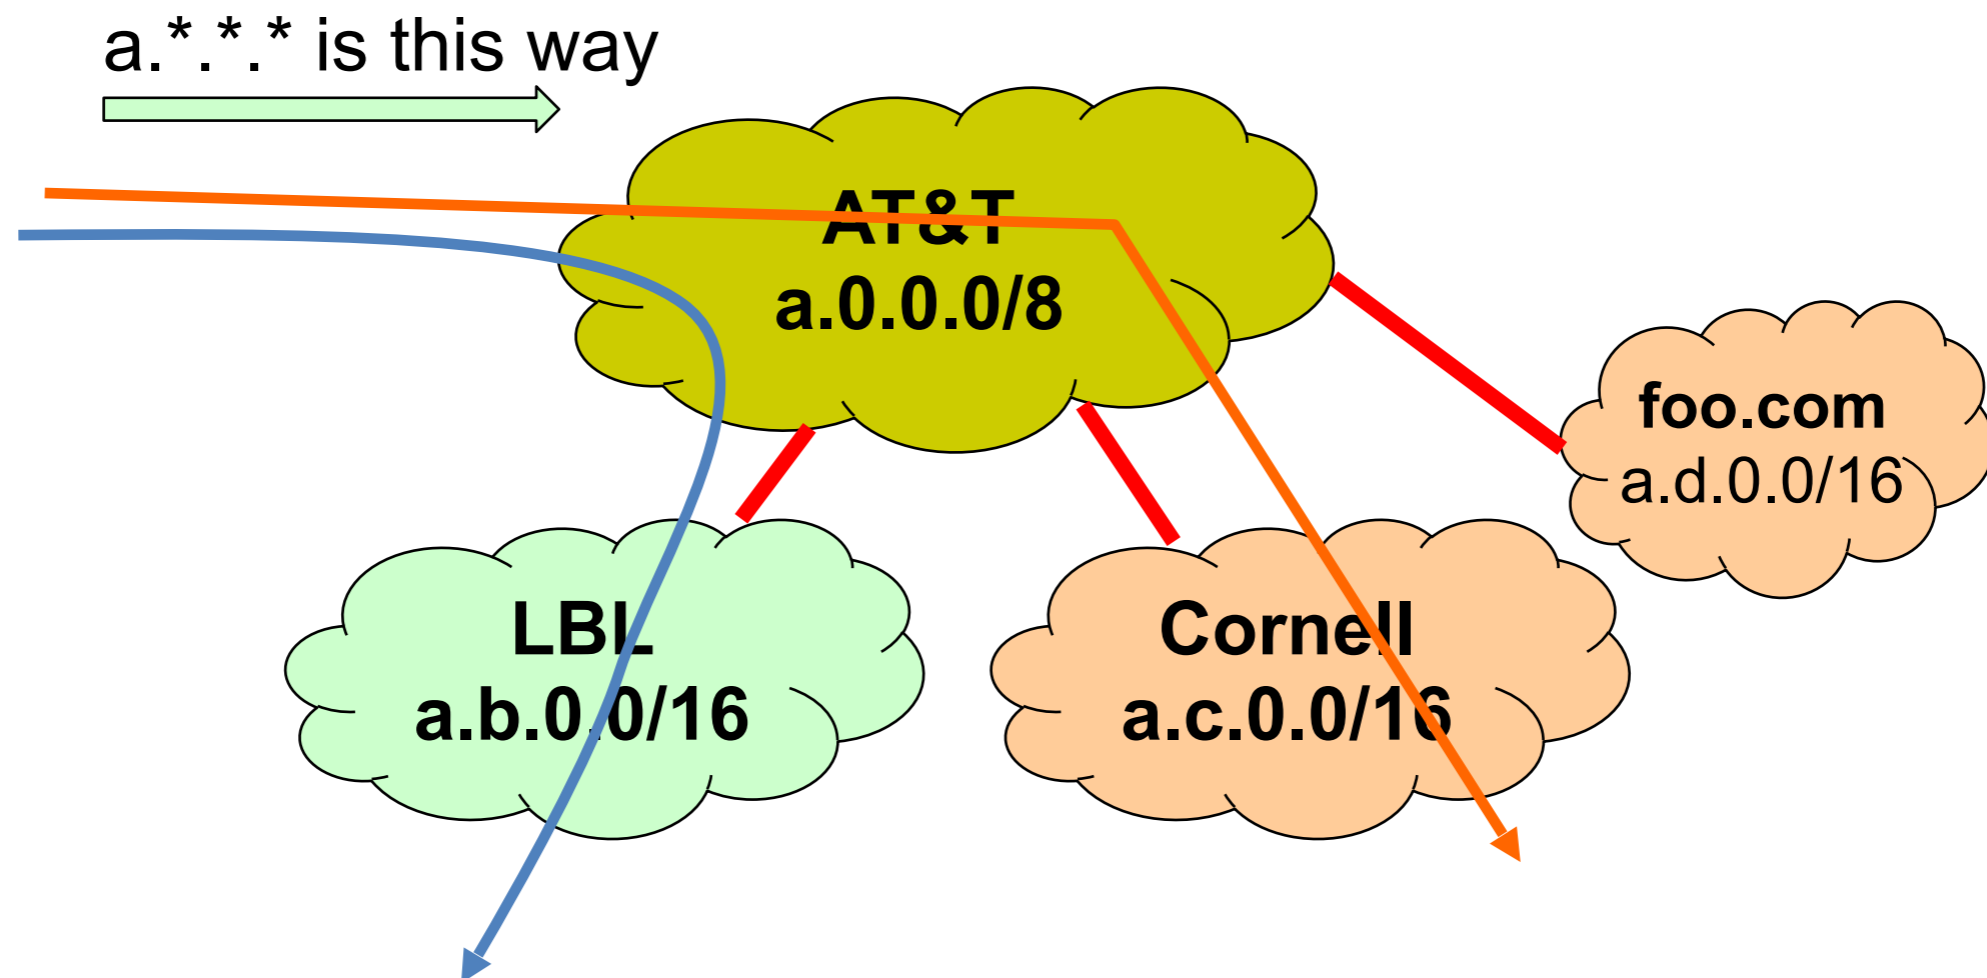 a.*.*.* is this way
AT&T
a.0.0.0/8
foo.com
a.d.0.0/16
LBL
a.b.0.0/16
Cornell
a.c.0.0/16